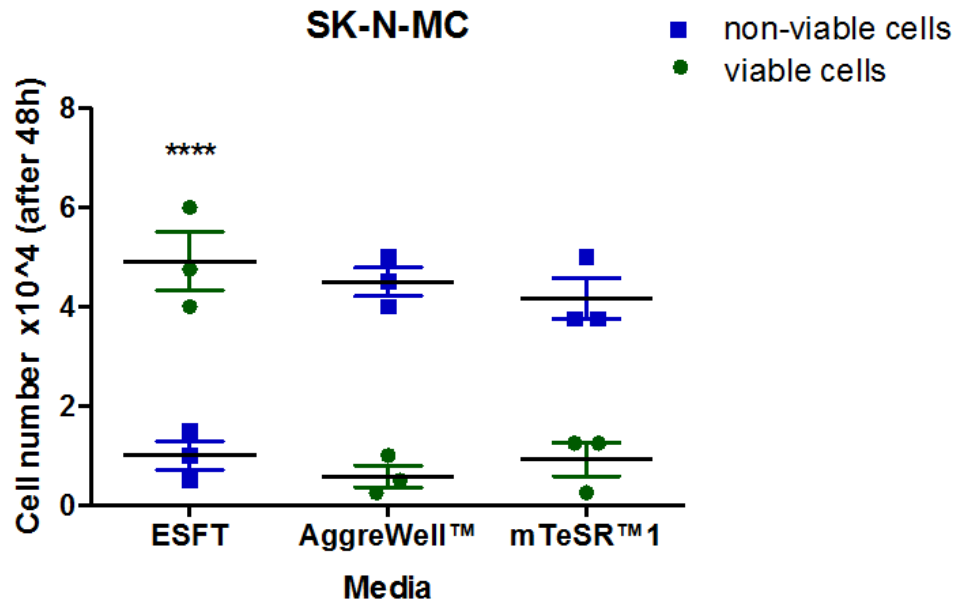 SK-N-MC
non-viable cells
viable cells
Cell number x10^4 (after 48h)
8
6
4
2
0
****
ESFT AggreWell™ mTeSR™1
Media